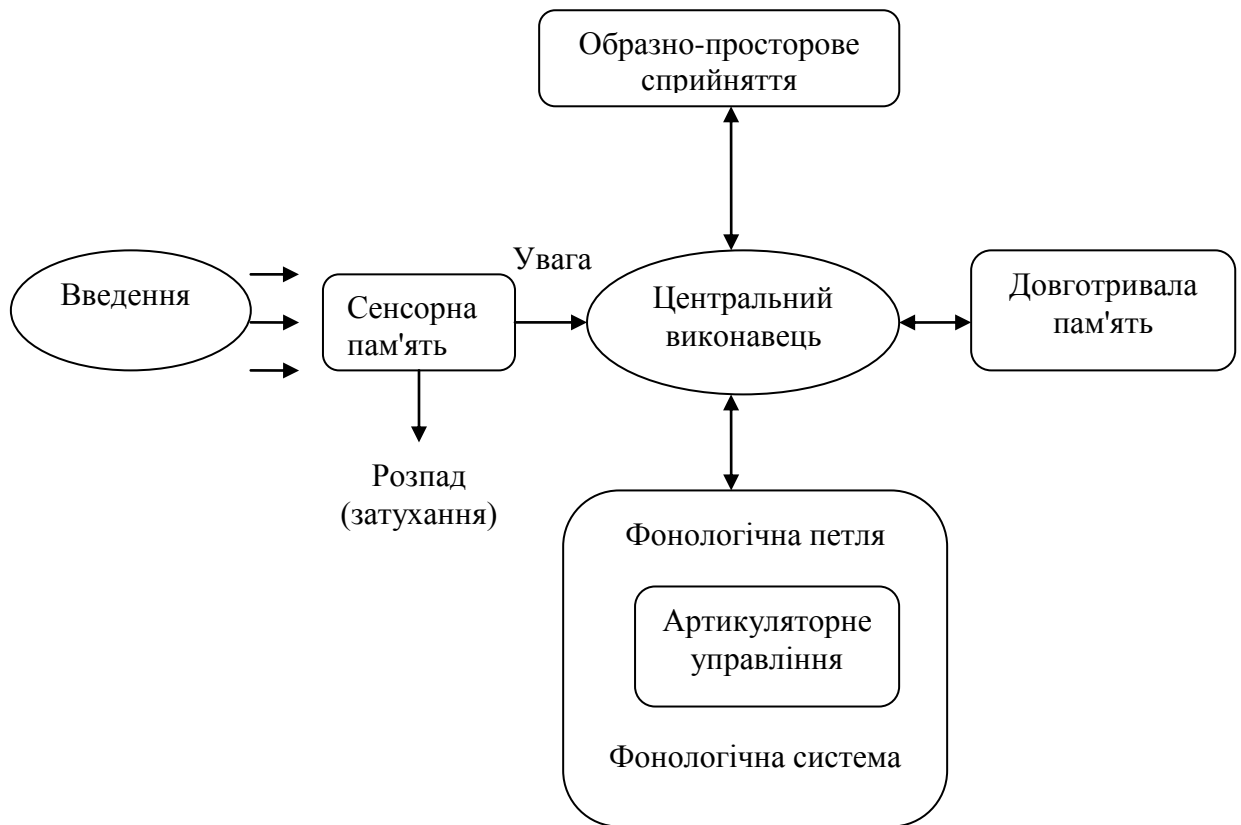 Образно-просторове
сприйняття
Увага
Введення
Сенсорна
пам'ять
Центральний
виконавець
Довготривала
пам'ять
Розпад
(затухання)
Фонологічна петля
Артикуляторне
управління
Фонологічна система